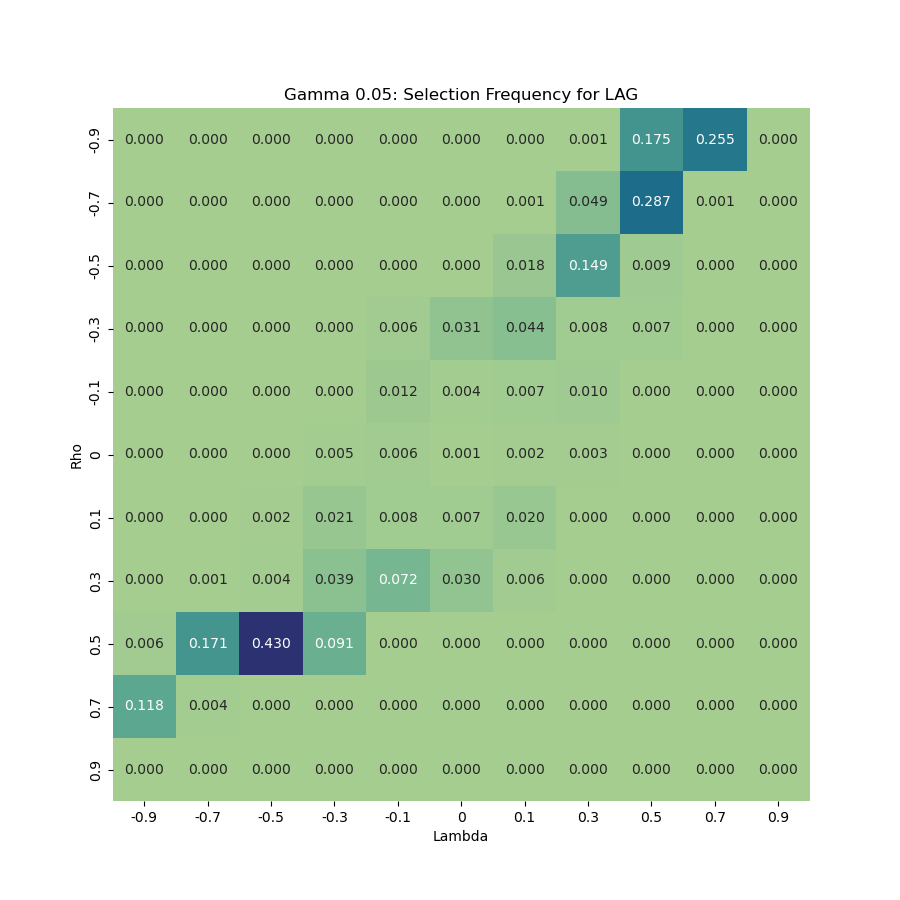 Gamma 0.05: Selection Frequency for LAG
-0.9 0.000 0.000 0.000 0.000 0.000 0.000 0.000 0.001 0.175 0.255 0.000
-0.7 0.000 0.000 0.000 0.000 0.000 0.000 0.001 0.049 0.287 0.001 0.000
-0.5 0.000 0.000 0.000 0.000 0.000 0.000 0.018 0.149 0.009 0.000 0.000
-0.3 0.000 0.000 0.000 0.000 0.006 0.031 0.044 0.008 0.007 0.000 0.000
-0.1 0.000 0.000 0.000 0.000 0.012 0.004 0.007 0.010 0.000 0.000 0.000
Rho
0 0.000 0.000 0.000 0.005 0.006 0.001 0.002 0.003 0.000 0.000 0.000
0.1 0.000 0.000 0.002 0.021 0.008 0.007 0.020 0.000 0.000 0.000 0.000
0.3 0.000 0.001 0.004 0.039 0.072 0.030 0.006 0.000 0.000 0.000 0.000
0.5 0.006 0.171 0.430 0.091 0.000 0.000 0.000 0.000 0.000 0.000 0.000
0.7 0.118 0.004 0.000 0.000 0.000 0.000 0.000 0.000 0.000 0.000 0.000
0.9 0.000 0.000 0.000 0.000 0.000 0.000 0.000 0.000 0.000 0.000 0.000
-0.9 -0.7 -0.5 -0.3 -0.1 0 0.1 0.3 0.5 0.7 0.9
Lambda